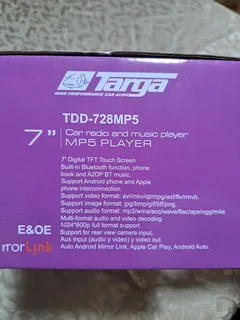 Targa
HIGH PERFORMANCE CAR AUDIO
TDD-728MP5
7"
Car radio and music player
MP5 PLAYER
7" Digital TFT Touch Screen
Built-in Bluetooth function, phone
book and A2DP BT music.
Support Android phone and Apple
phone interconnection.
Support video format: avi/mkv/qt/mpg/asf/flv/rmvb.
Support image format: jpg/bmp/gif/tiff/png.
Support audio format: mp3/wma/acc/wave/flac/ape/ogg/m4a
Multi-format audio and video decoding
1024*600p full format support.
Support for rear view camera input.
Aux Input (audio y video) y video out.
Auto Android Mirror Link, Apple Car Play, Android Auto.
E&OE
rrorLink